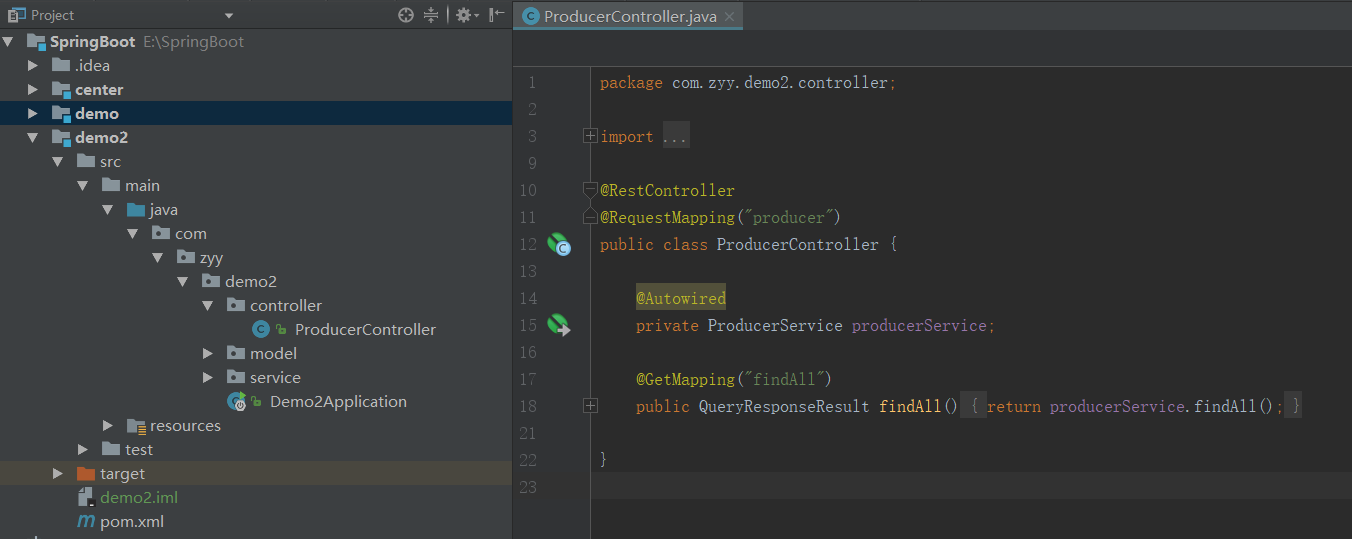 Project
SpringBoot E:\SpringBoot
.idea
center
demo
demo2
src
main
java
com
zyy
demo2
controller
ProducerController
model
service
Demo2Application
resources
test
target
demo2.iml
pom.xml
ProducerController.java
1 package com.zyy.demo2.controller;
2
3 import ...
9
10 @RestController
11 @RequestMapping("producer")
12 public class ProducerController {
13
14 @Autowired
15 private ProducerService producerService;
16
17 @GetMapping("findAll")
18 public QueryResponseResult findAll() { return producerService.findAll(); }
21
22 }
23